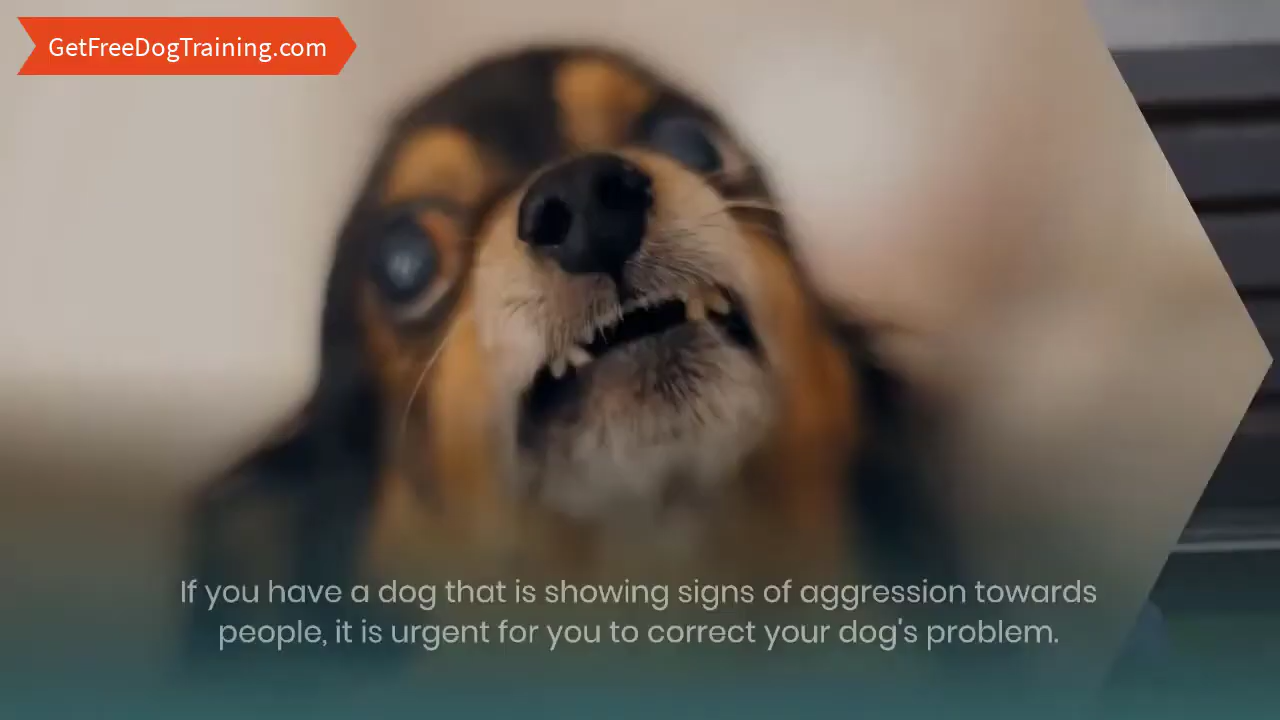 GetFreeDogTraining.com
If you have a dog that is showing signs of aggression towards
people, it is urgent for you to correct your dog's problem.